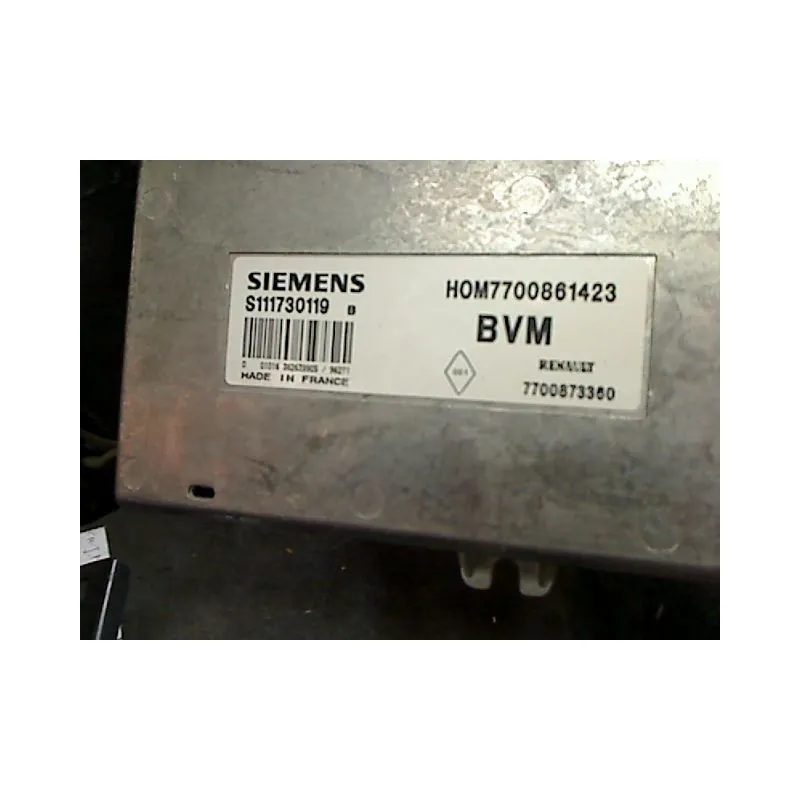 SIEMENS
S111730119 B
MADE IN FRANCE
HOM7700861423
BVM
RENAULT
7700873360